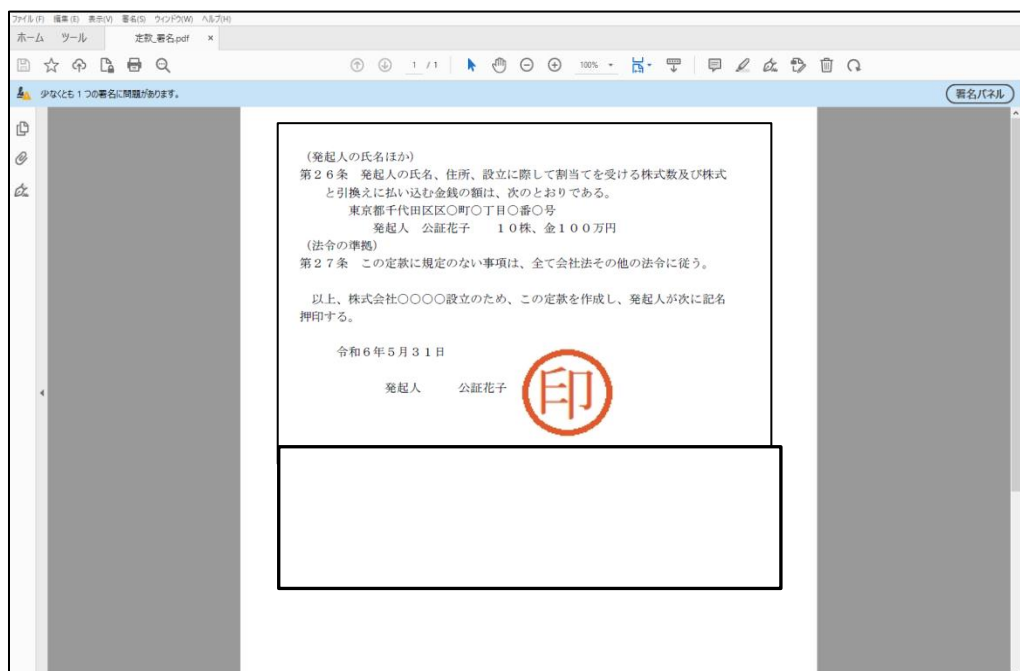 ファイル(F) 編集(E) 表示(V) 署名(S) ウィンドウ(W) ヘルプ(H)
ホーム ツール 定款_署名.pdf ×
1 / 1 100%
少なくとも 1 つの署名に問題があります。 署名パネル
（発起人の氏名ほか）
第２６条　発起人の氏名、住所、設立に際して割当てを受ける株式数及び株式
と引換えに払い込む金銭の額は、次のとおりである。
東京都千代田区区〇町〇丁目〇番〇号
発起人　公証花子　　１０株、金１００万円
（法令の準拠）
第２７条　この定款に規定のない事項は、全て会社法その他の法令に従う。
以上、株式会社〇〇〇〇設立のため、この定款を作成し、発起人が次に記名
押印する。
令和６年５月３１日
発起人　　　公証花子 印